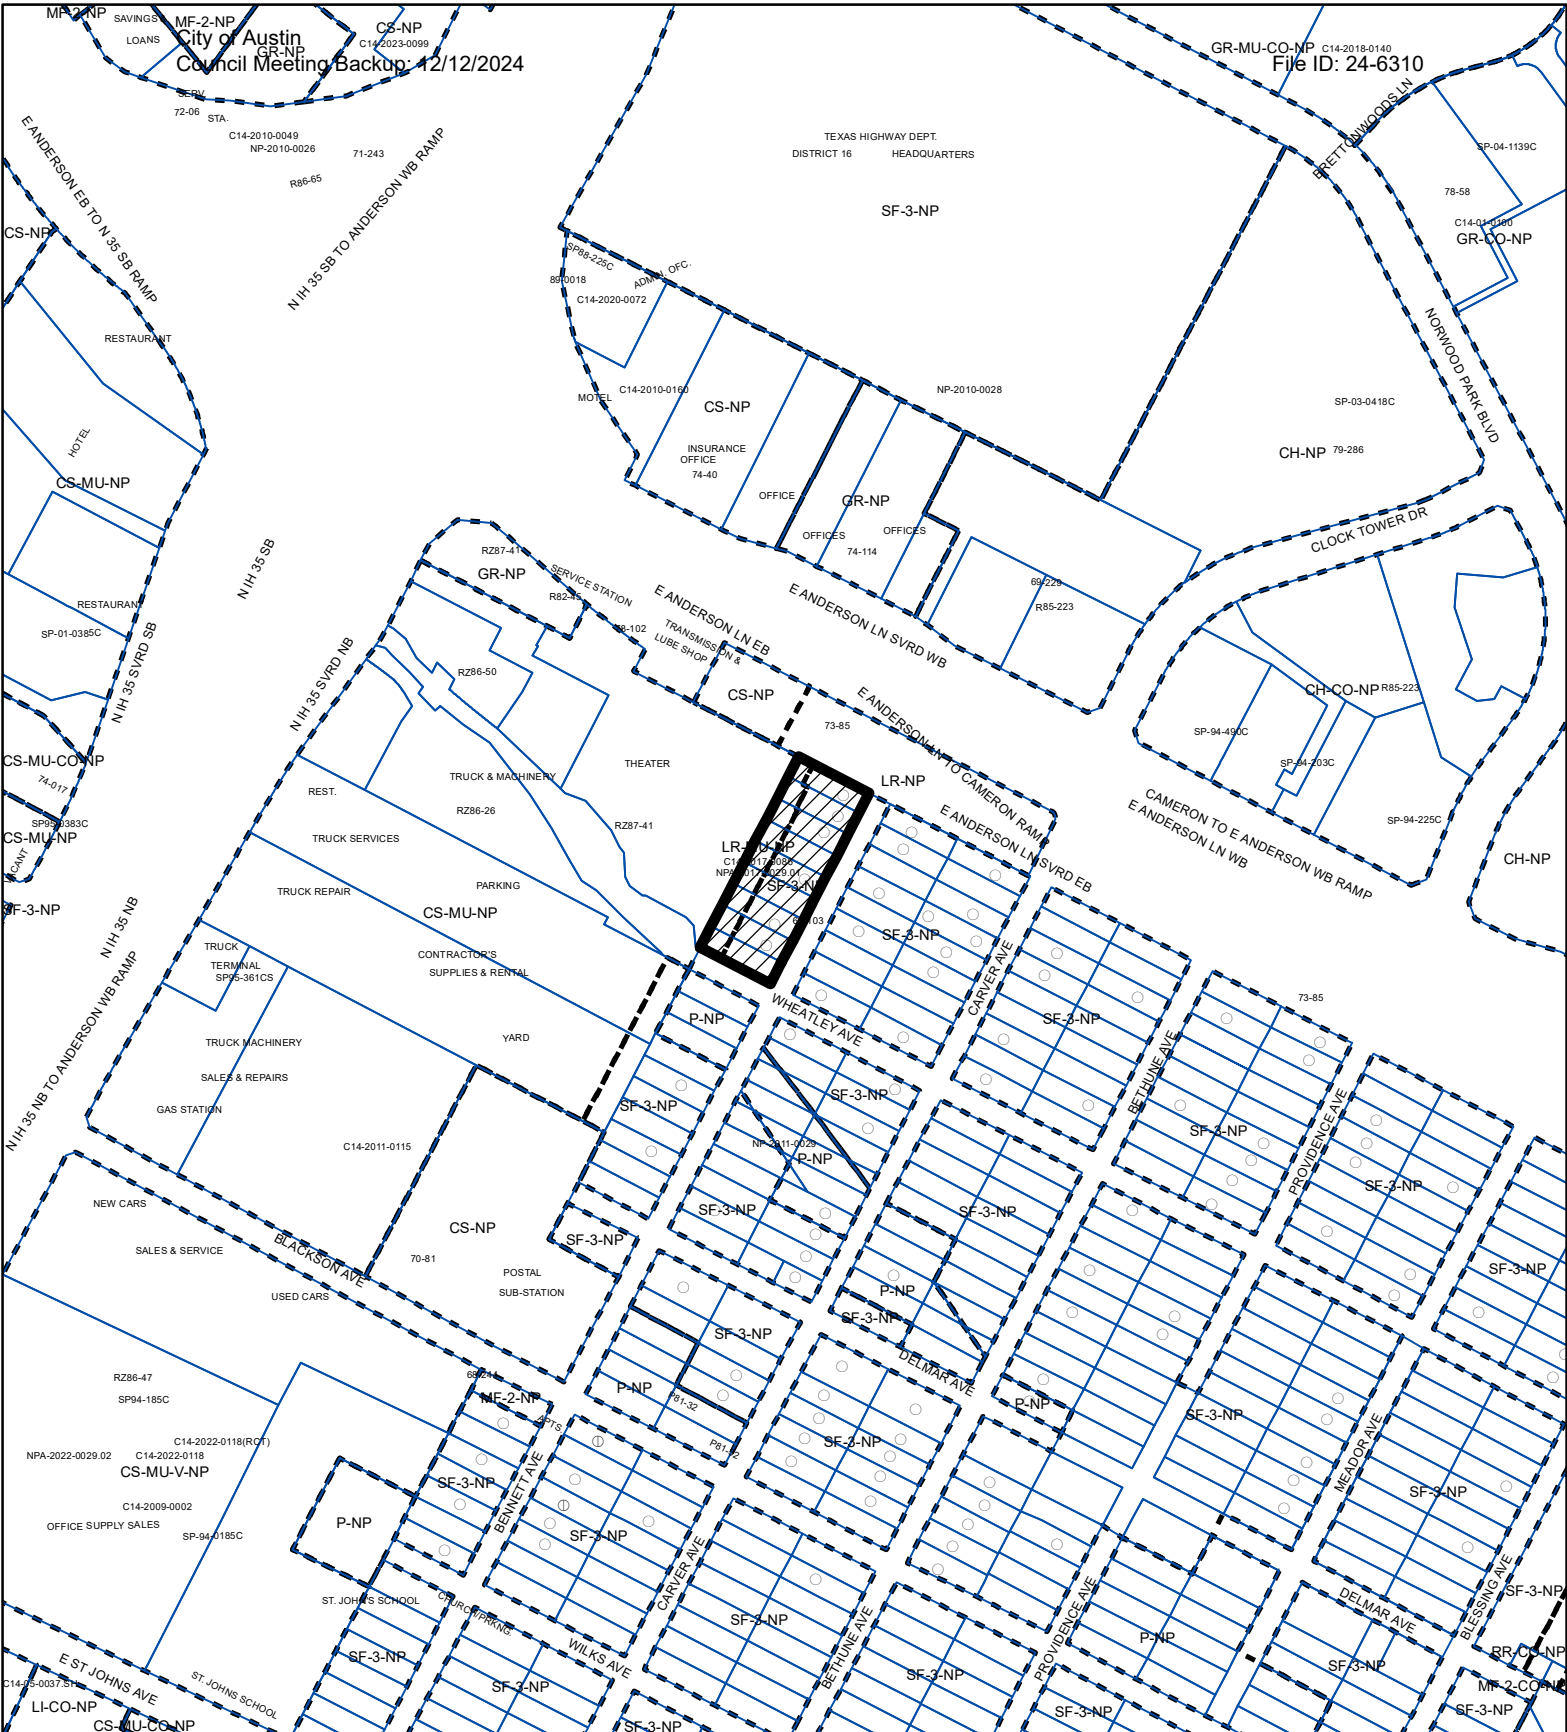 MF-2-NP
SAVINGS &
LOANS
MF-2-NP
City of Austin
GR-NP
Council Meeting Backup: 12/12/2024
CS-NP
C14-2023-0099
GR-MU-CO-NP C14-2018-0140
File ID: 24-6310
SERV.
72-06
STA.
C14-2010-0049
NP-2010-0026
71-243
R86-65
E ANDERSON EB TO N 35 SB RAMP
N IH 35 SB TO ANDERSON WB RAMP
TEXAS HIGHWAY DEPT.
DISTRICT 16
HEADQUARTERS
SF-3-NP
BRETTONWOODS LN
SP-04-1139C
78-58
C14-01-0100
GR-CO-NP
CS-NP
SP88-225C
89-0018
ADMIN. OFC.
C14-2020-0072
NORWOOD PARK BLVD
RESTAURANT
MOTEL
C14-2010-0160
CS-NP
NP-2010-0028
SP-03-0418C
HOTEL
INSURANCE
OFFICE
74-40
CH-NP 79-286
CS-MU-NP
OFFICE
GR-NP
OFFICES
OFFICES
74-114
CLOCK TOWER DR
N IH 35 SB
RZ87-41
GR-NP
SERVICE STATION
R82-45
E ANDERSON LN EB
E ANDERSON LN SVRD WB
69-229
R85-223
RESTAURANT
SP-01-0385C
N IH 35 SVRD SB
N IH 35 SVRD NB
TRANSMISSION &
LUBE SHOP
RZ86-50
CS-NP
CH-CO-NP R85-223
E ANDERSON LN TO CAMERON RAMP
73-85
SP-94-490C
CS-MU-CO-NP
74-017
SP-94-203C
THEATER
TRUCK & MACHINERY
LR-NP
REST.
RZ86-26
E ANDERSON LN SVRD EB
CAMERON TO E ANDERSON WB RAMP
E ANDERSON LN WB
SP-94-225C
SP95-0383C
CS-MU-NP
RZ87-41
TRUCK SERVICES
LR-MU-NP
CH-NP
VACANT
TRUCK REPAIR
PARKING
SF-3-NP
SF-3-NP
CS-MU-NP
N IH 35 NB
SF-3-NP
TRUCK
TERMINAL
SP95-361CS
CONTRACTOR'S
SUPPLIES & RENTAL
CARVER AVE
N IH 35 NB TO ANDERSON WB RAMP
73-85
WHEATLEY AVE
P-NP
SF-3-NP
YARD
TRUCK MACHINERY
SALES & REPAIRS
GAS STATION
BETHUNE AVE
SF-3-NP
SF-3-NP
SF-3-NP
PROVIDENCE AVE
C14-2011-0115
NP-2011-0029
P-NP
SF-3-NP
NEW CARS
SF-3-NP
SF-3-NP
CS-NP
SF-3-NP
BLACKSON AVE
SALES & SERVICE
70-81
POSTAL
SUB-STATION
SF-3-NP
USED CARS
P-NP
SF-3-NP
SF-3-NP
DELMAR AVE
RZ86-47
SP94-185C
MF-2-NP
P-NP
P81-32
P-NP
APTS.
SF-3-NP
C14-2022-0118(RCT)
NPA-2022-0029.02
C14-2022-0118
CS-MU-V-NP
SF-3-NP
MEADOR AVE
SF-3-NP
BENNETT AVE
SF-3-NP
C14-2009-0002
OFFICE SUPPLY SALES
SP-94-0185C
P-NP
SF-3-NP
CARVER AVE
ST. JOHN'S SCHOOL
CHURCH/PRKNG.
SF-3-NP
BETHUNE AVE
PROVIDENCE AVE
DELMAR AVE
BLESSING AVE
SF-3-NP
P-NP
WILKS AVE
SF-3-NP
E ST JOHNS AVE
ST. JOHNS SCHOOL
SF-3-NP
SF-3-NP
SF-3-NP
RR-CO-NP
LI-CO-NP
CS-MU-CO-NP
SF-3-NP
SF-3-NP
SF-3-NP